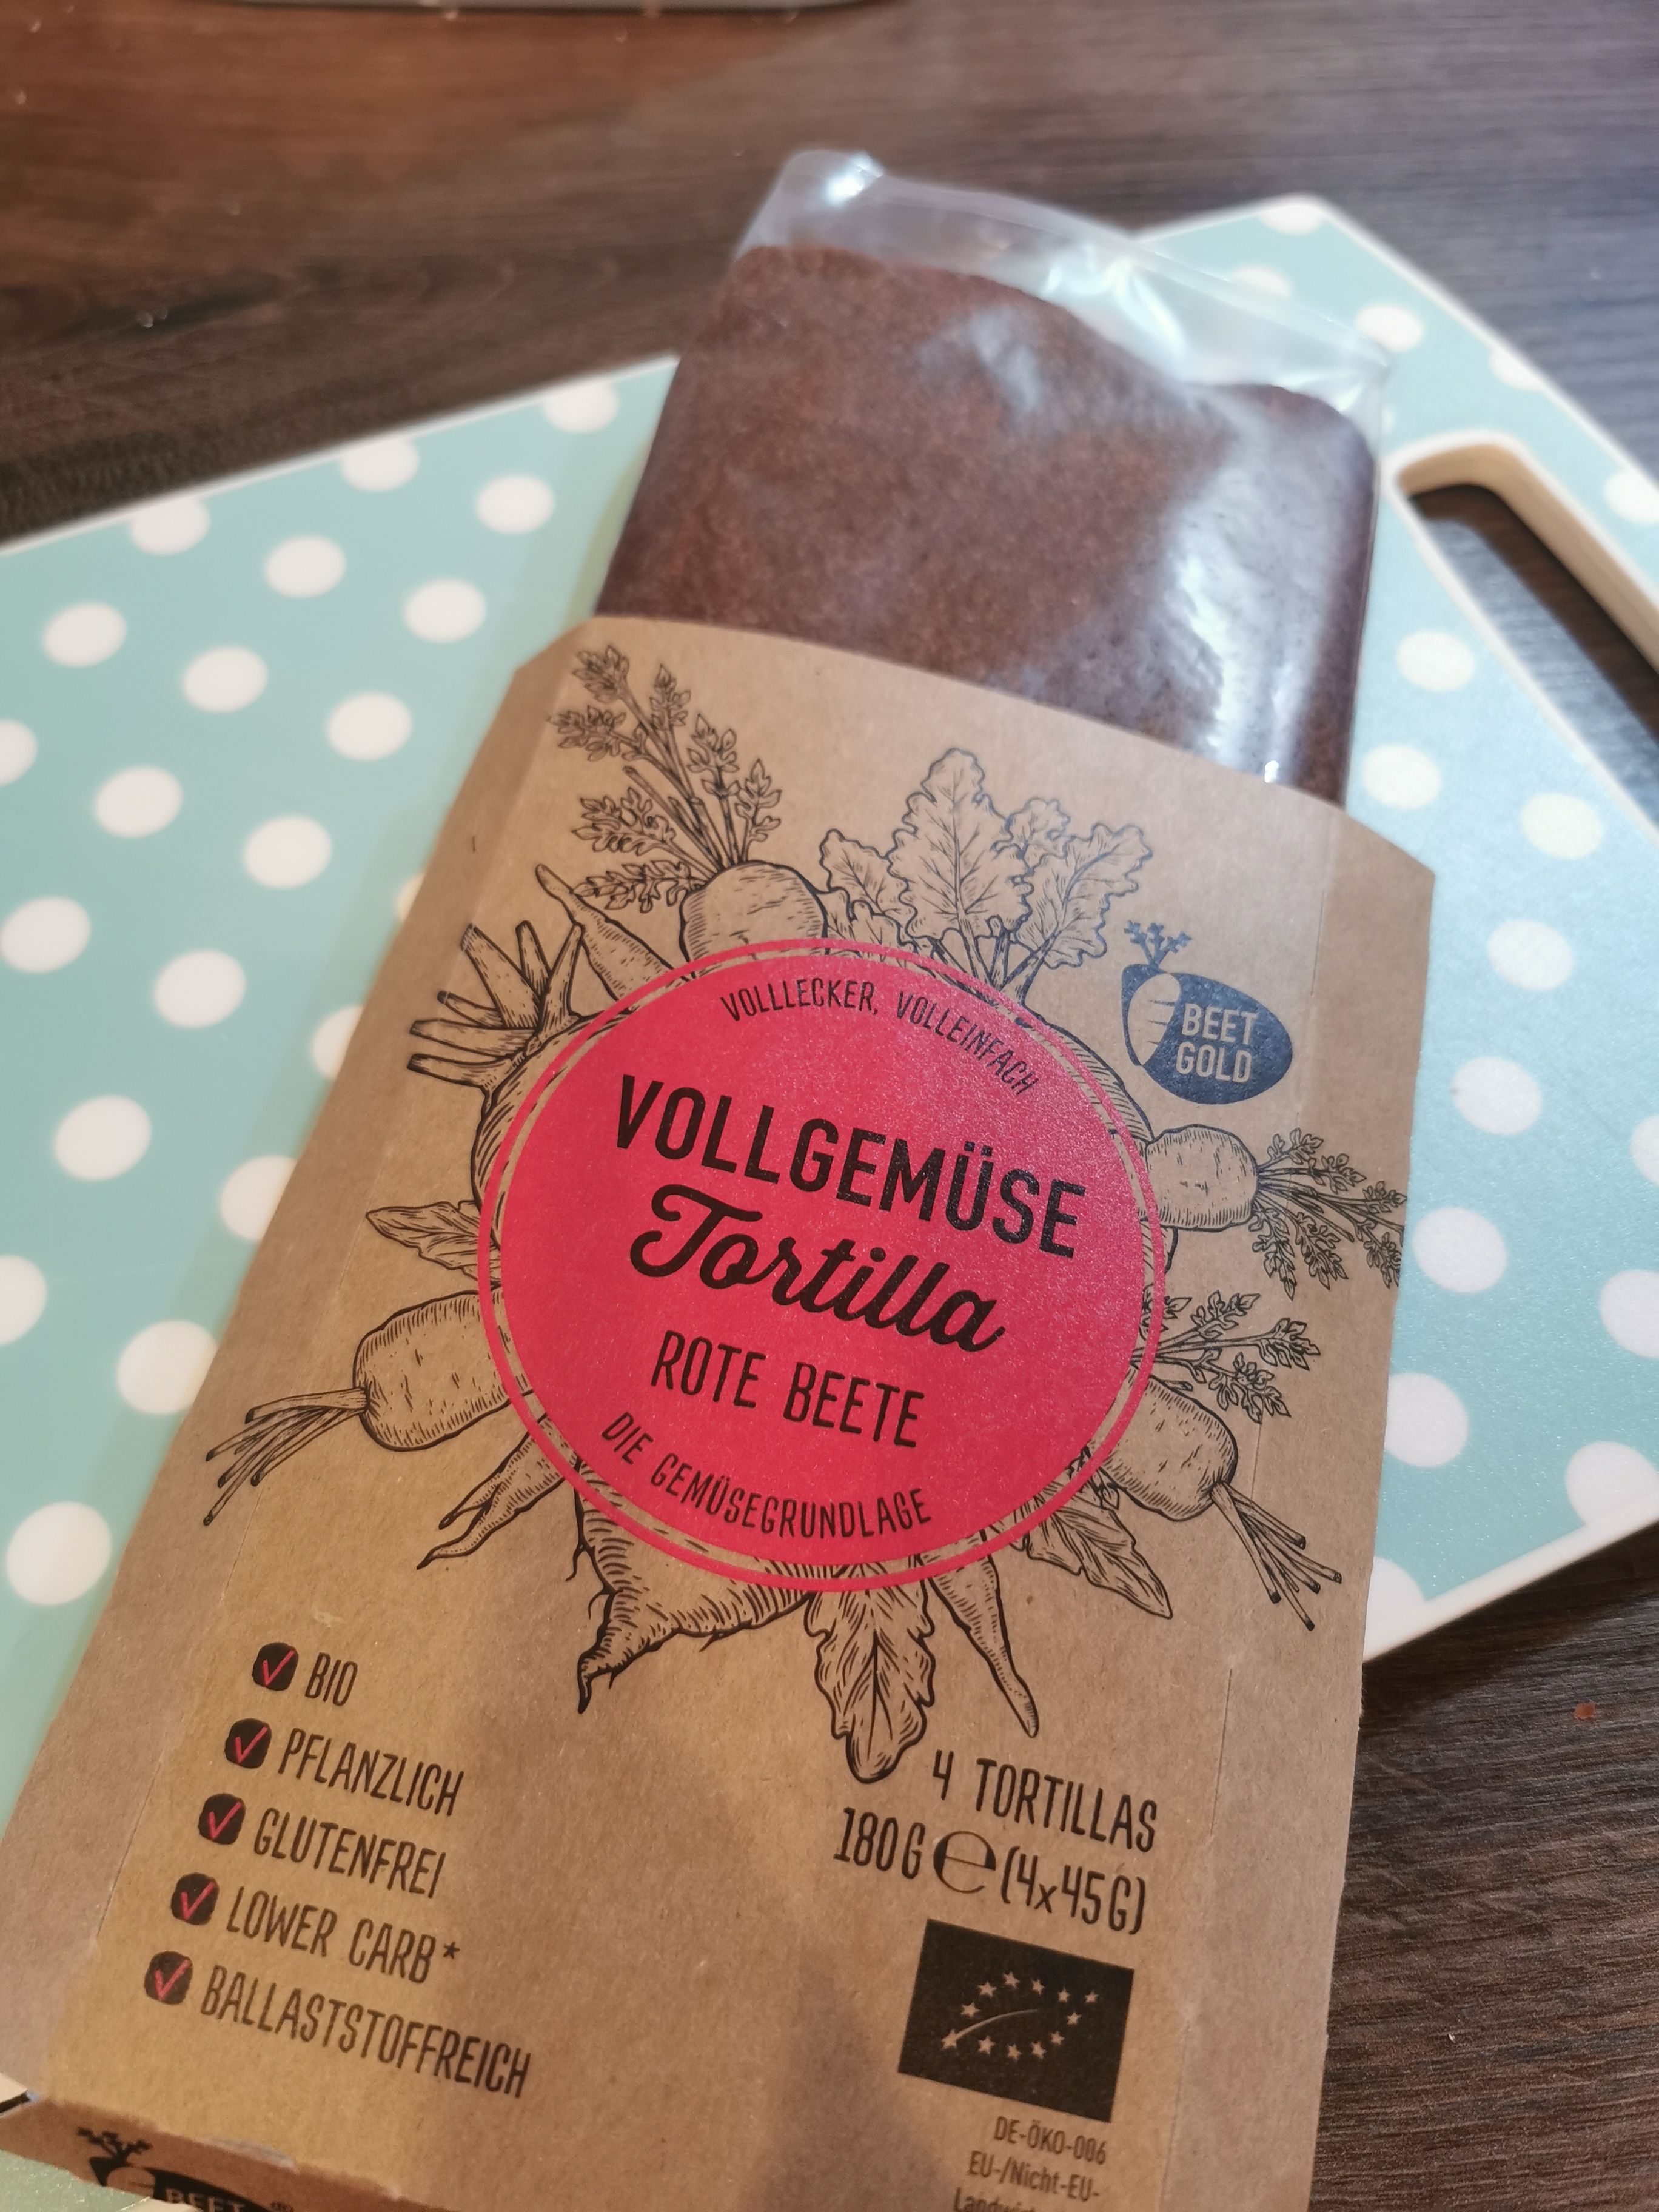 VOLLLECKER, VOLLEINFACH
BEET
GOLD
VOLLGEMÜSE
Tortilla
ROTE BEETE
DIE GEMÜSEGRUNDLAGE
BIO
PFLANZLICH
GLUTENFREI
LOWER CARB*
BALLASTSTOFFREICH
4 TORTILLAS
180G ℮ (4x45G)
DE-ÖKO-006
EU-/Nicht-EU-
BEET